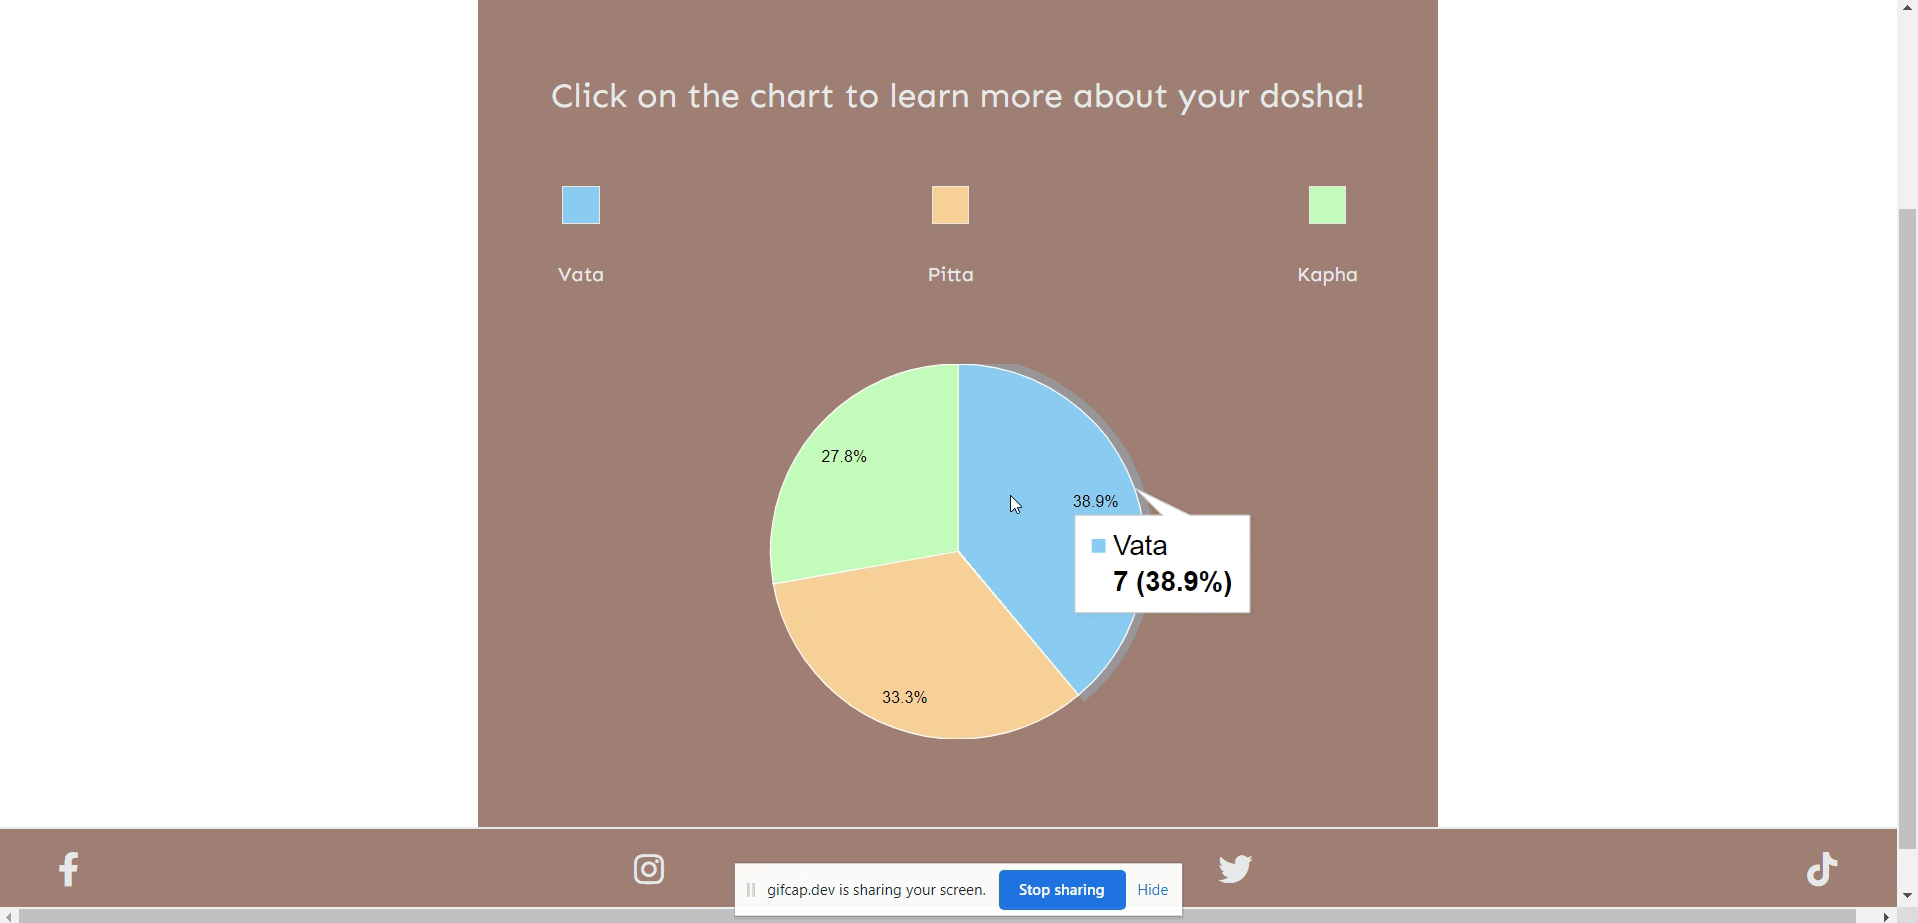 Click on the chart to learn more about your dosha!
Vata Pitta Kapha
27.8%
38.9%
Vata
7 (38.9%)
33.3%
gifcap.dev is sharing your screen. Stop sharing Hide